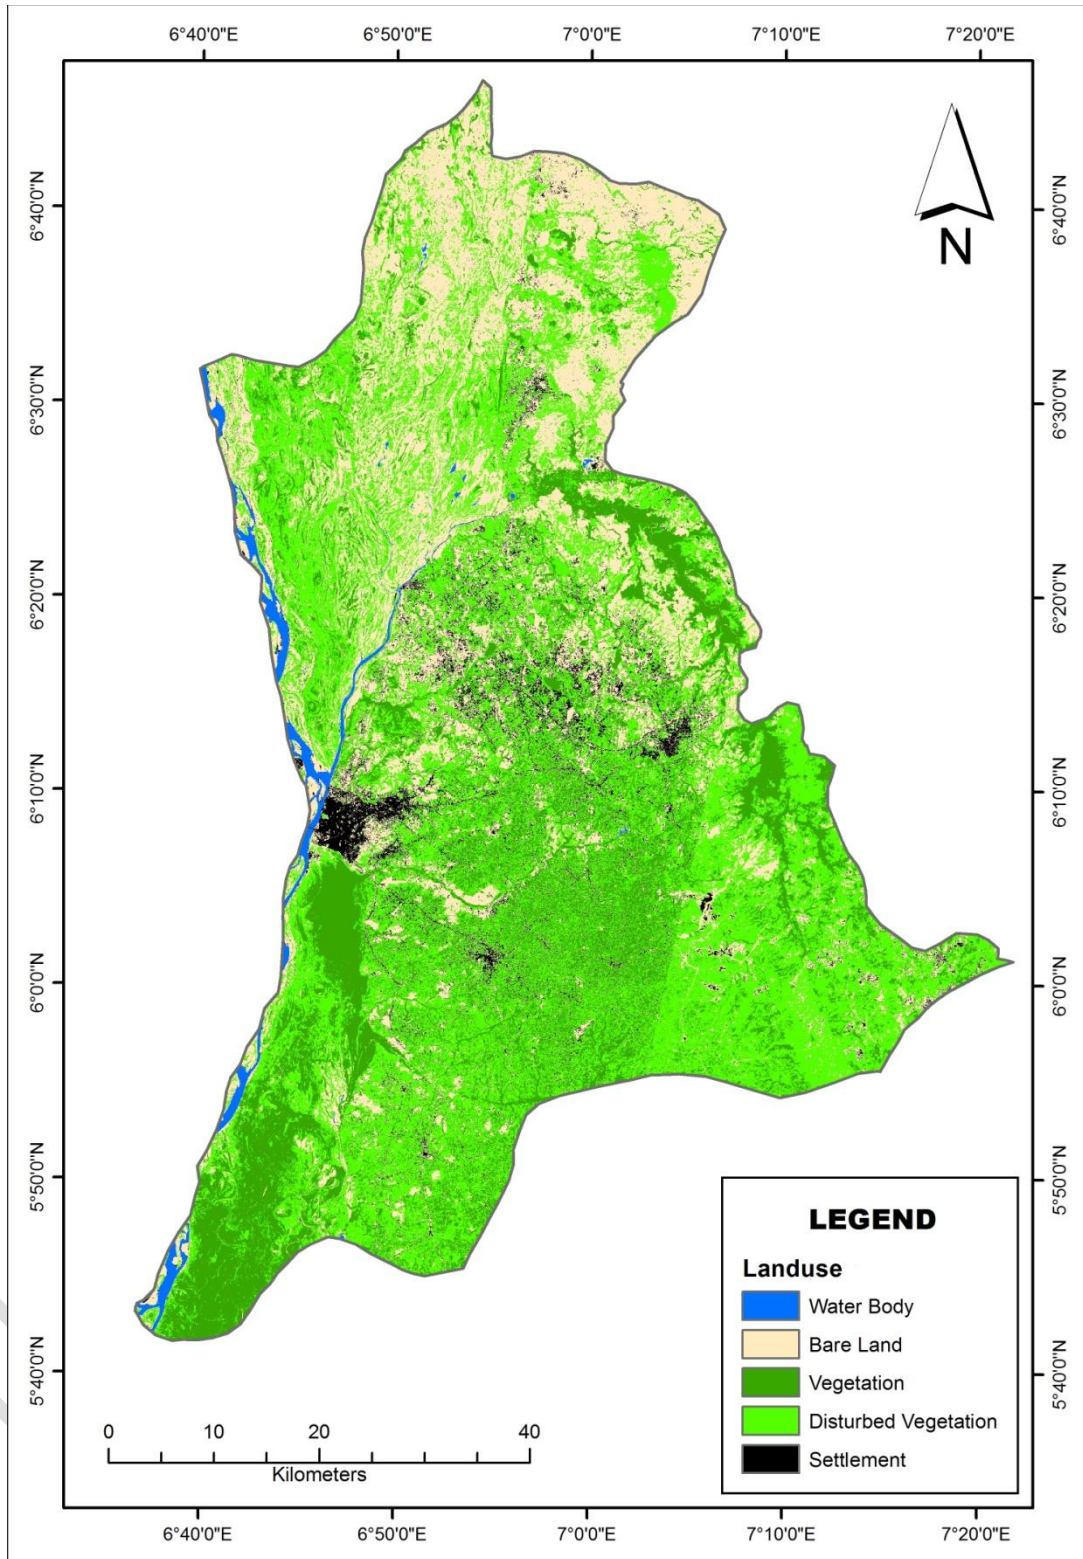 6°40'0"E 6°50'0"E 7°0'0"E 7°10'0"E 7°20'0"E
6°40'0"N
6°30'0"N
6°20'0"N
6°10'0"N
6°0'0"N
5°50'0"N
5°40'0"N
N
6°40'0"N
6°30'0"N
6°20'0"N
6°10'0"N
6°0'0"N
5°50'0"N
5°40'0"N
LEGEND
Landuse
Water Body
Bare Land
Vegetation
Disturbed Vegetation
Settlement
0 10 20 40
Kilometers
6°40'0"E 6°50'0"E 7°0'0"E 7°10'0"E 7°20'0"E